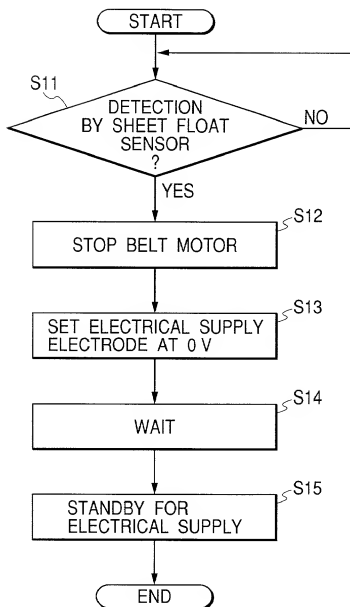 START
S11
DETECTION
BY SHEET FLOAT
SENSOR
?
NO
YES
S12
STOP BELT MOTOR
S13
SET ELECTRICAL SUPPLY
ELECTRODE AT 0 V
S14
WAIT
S15
STANDBY FOR
ELECTRICAL SUPPLY
END